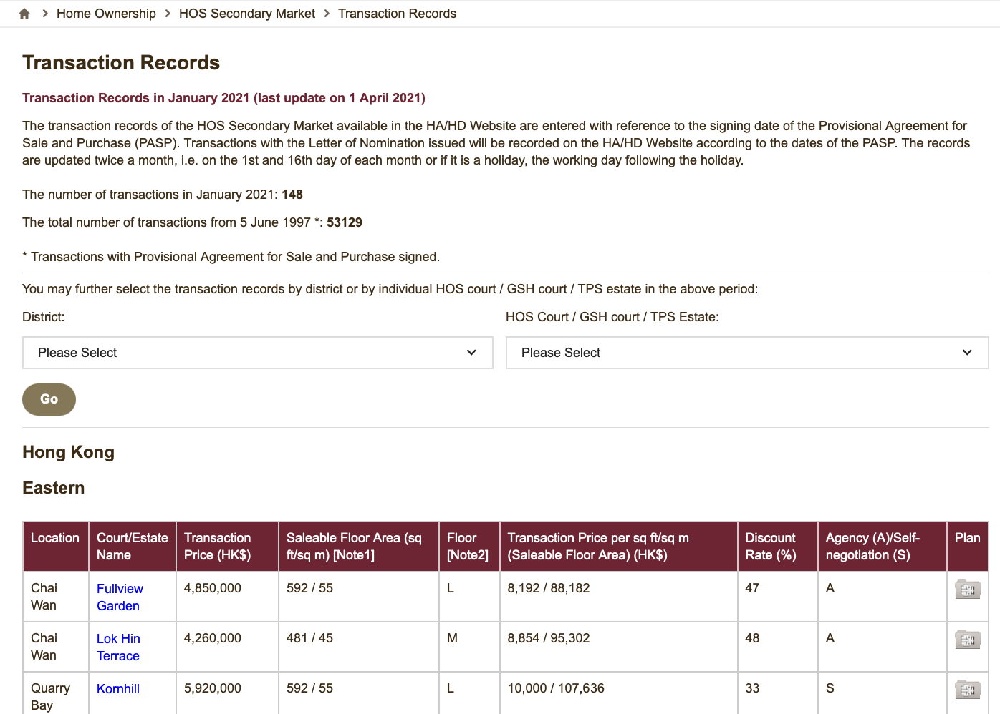 Home Ownership > HOS Secondary Market > Transaction Records
Transaction Records
Transaction Records in January 2021 (last update on 1 April 2021)
The transaction records of the HOS Secondary Market available in the HA/HD Website are entered with reference to the signing date of the Provisional Agreement for
Sale and Purchase (PASP). Transactions with the Letter of Nomination issued will be recorded on the HA/HD Website according to the dates of the PASP. The records
are updated twice a month, i.e. on the 1st and 16th day of each month or if it is a holiday, the working day following the holiday.
The number of transactions in January 2021: 148
The total number of transactions from 5 June 1997 *: 53129
* Transactions with Provisional Agreement for Sale and Purchase signed.
You may further select the transaction records by district or by individual HOS court / GSH court / TPS estate in the above period:
District:
HOS Court / GSH court / TPS Estate:
Please Select
Please Select
Go
Hong Kong
Eastern
Location
Court/Estate
Name
Transaction
Price (HK$)
Saleable Floor Area (sq
ft/sq m) [Note1]
Floor
[Note2]
Transaction Price per sq ft/sq m
(Saleable Floor Area) (HK$)
Discount
Rate (%)
Agency (A)/Self-
negotiation (S)
Plan
Chai
Wan
Fullview
Garden
4,850,000
592 / 55
L
8,192 / 88,182
47
A
Chai
Wan
Lok Hin
Terrace
4,260,000
481 / 45
M
8,854 / 95,302
48
A
Quarry
Bay
Kornhill
5,920,000
592 / 55
L
10,000 / 107,636
33
S